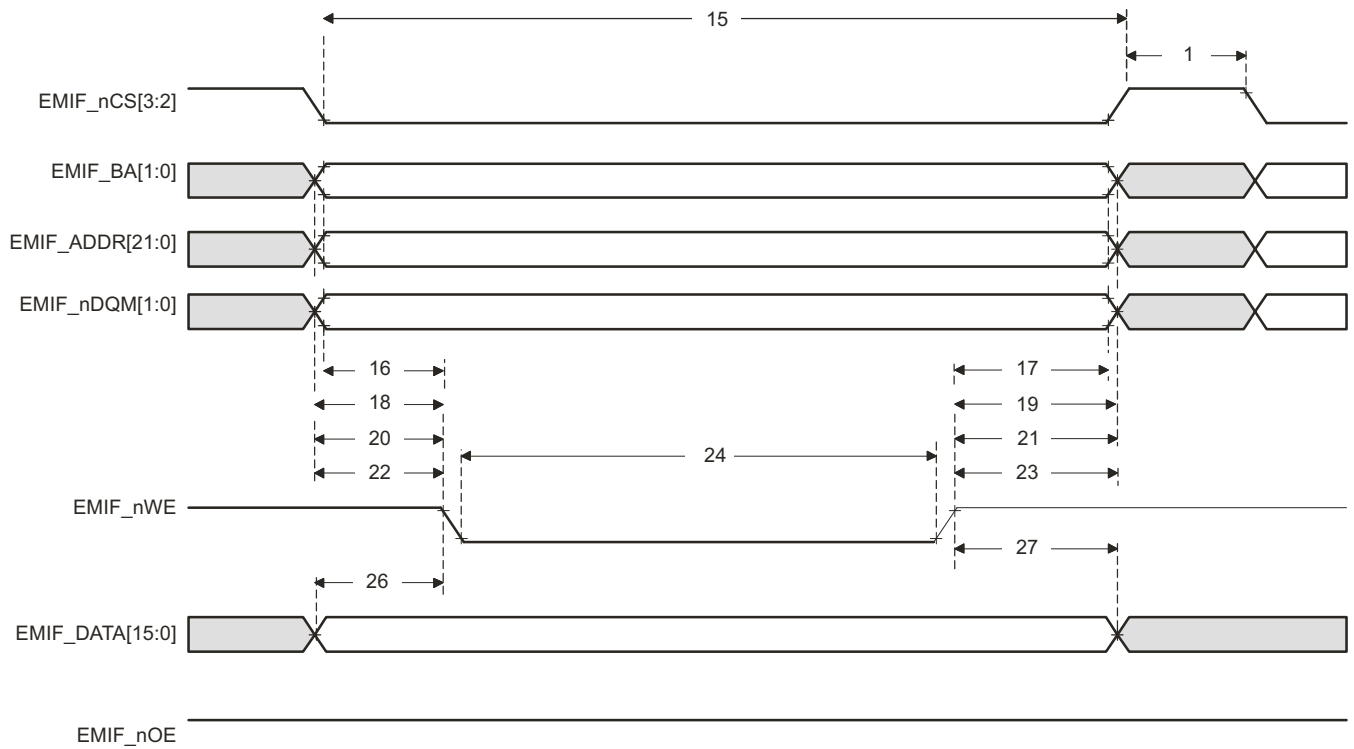 15
1
EMIF_nCS[3:2]
EMIF_BA[1:0]
EMIF_ADDR[21:0]
EMIF_nDQM[1:0]
16
17
18
19
20
21
24
22
23
EMIF_nWE
27
26
EMIF_DATA[15:0]
EMIF_nOE